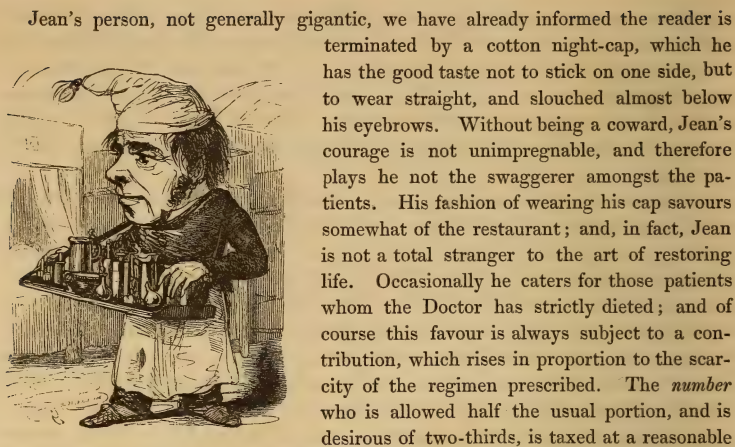 Jean's person, not generally gigantic, we have already informed the reader is
terminated by a cotton night-cap, which he
has the good taste not to stick on one side, but
to wear straight, and slouched almost below
his eyebrows. Without being a coward, Jean's
courage is not unimpregnable, and therefore
plays he not the swaggerer amongst the pa-
tients. His fashion of wearing his cap savours
somewhat of the restaurant; and, in fact, Jean
is not a total stranger to the art of restoring
life. Occasionally he caters for those patients
whom the Doctor has strictly dieted; and of
course this favour is always subject to a con-
tribution, which rises in proportion to the scar-
city of the regimen prescribed. The number
who is allowed half the usual portion, and is
desirous of two-thirds, is taxed at a reasonable